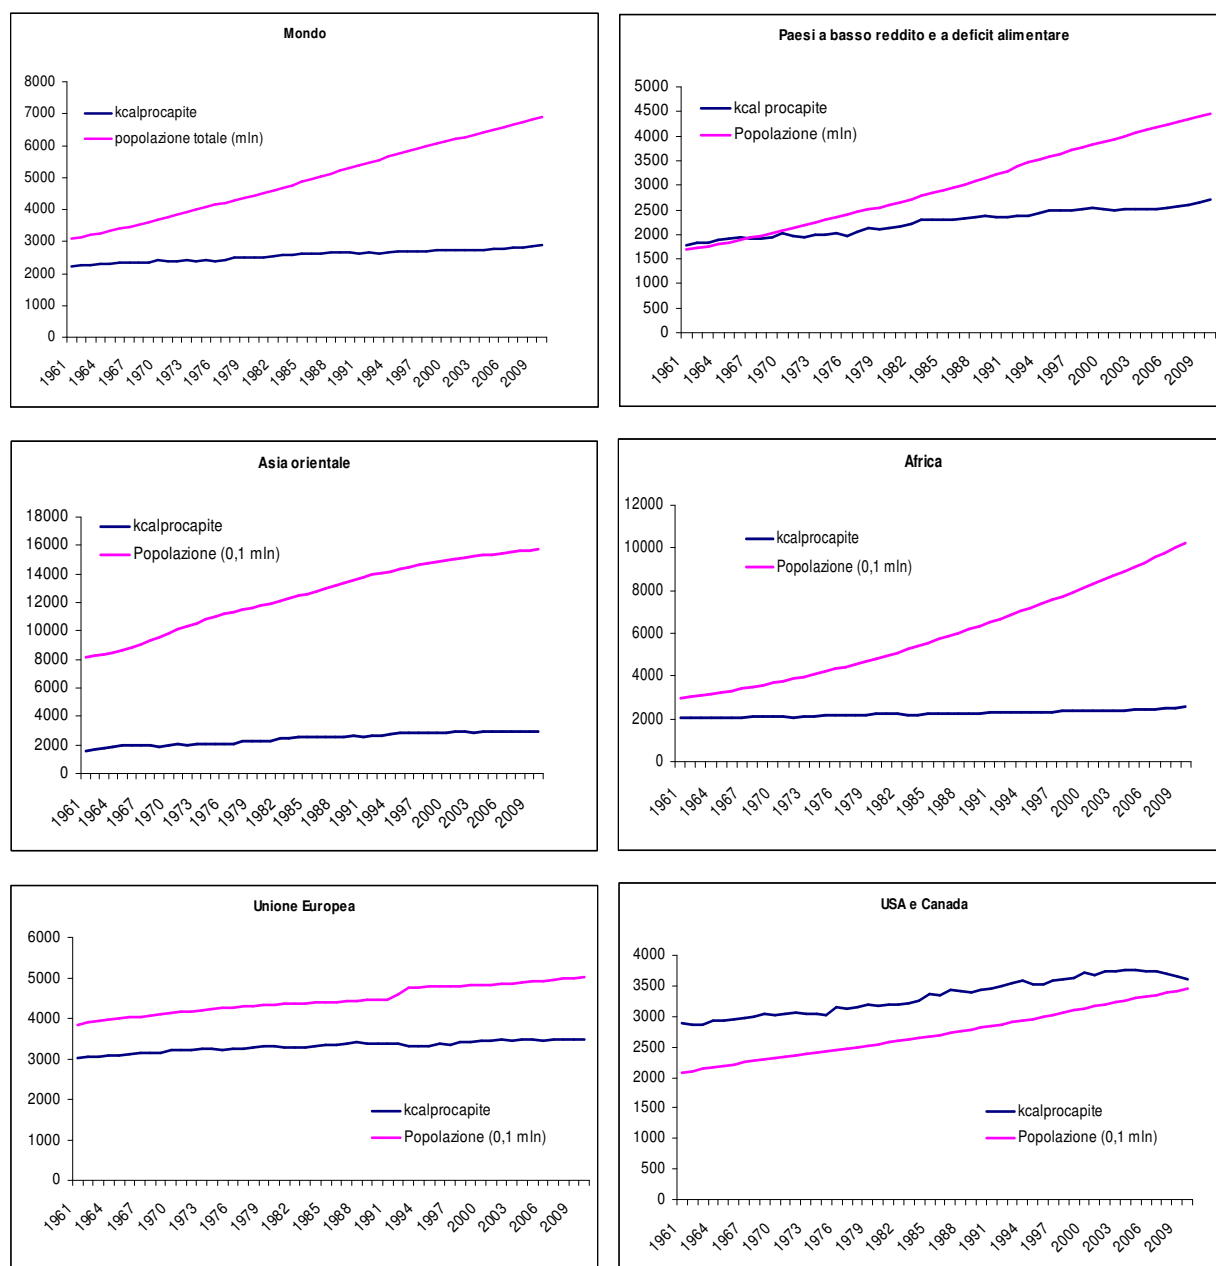 Mondo
8000
7000
6000
5000
4000
3000
2000
1000
0
kcalprocapite
popolazione totale (mln)
1961 1964 1967 1970 1973 1976 1979 1982 1985 1988 1991 1994 1997 2000 2003 2006 2009
Paesi a basso reddito e a deficit alimentare
5000
4500
4000
3500
3000
2500
2000
1500
1000
500
0
kcal procapite
Popolazione (mln)
1961 1964 1967 1970 1973 1976 1979 1982 1985 1988 1991 1994 1997 2000 2003 2006 2009
Asia orientale
18000
16000
14000
12000
10000
8000
6000
4000
2000
0
kcalprocapite
Popolazione (0,1 mln)
1961 1964 1967 1970 1973 1976 1979 1982 1985 1988 1991 1994 1997 2000 2003 2006 2009
Africa
12000
10000
8000
6000
4000
2000
0
kcalprocapite
Popolazione (0,1 mln)
1961 1964 1967 1970 1973 1976 1979 1982 1985 1988 1991 1994 1997 2000 2003 2006 2009
Unione Europea
6000
5000
4000
3000
2000
1000
0
kcalprocapite
Popolazione (0,1 mln)
1961 1964 1967 1970 1973 1976 1979 1982 1985 1988 1991 1994 1997 2000 2003 2006 2009
USA e Canada
4000
3500
3000
2500
2000
1500
1000
500
0
kcalprocapite
Popolazione (0,1 mln)
1961 1964 1967 1970 1973 1976 1979 1982 1985 1988 1991 1994 1997 2000 2003 2006 2009